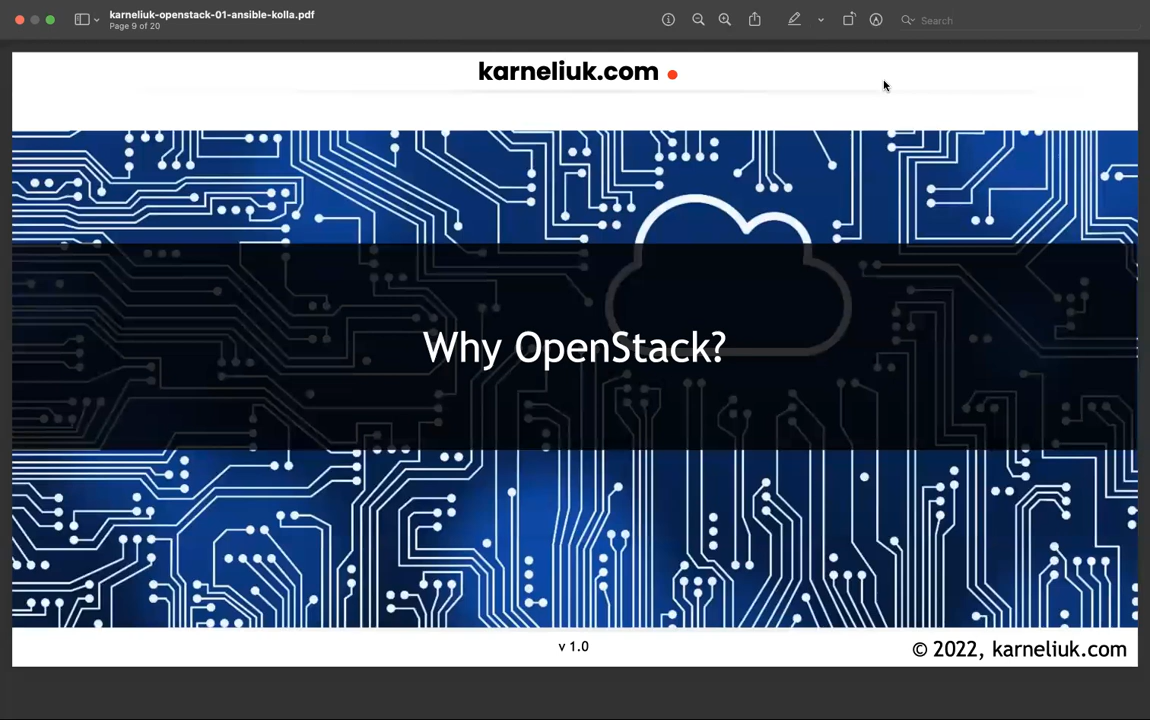 karneliuk-openstack-01-ansible-kolla.pdf
Page 9 of 20
Search
karneliuk.com
Why OpenStack?
v 1.0
© 2022, karneliuk.com